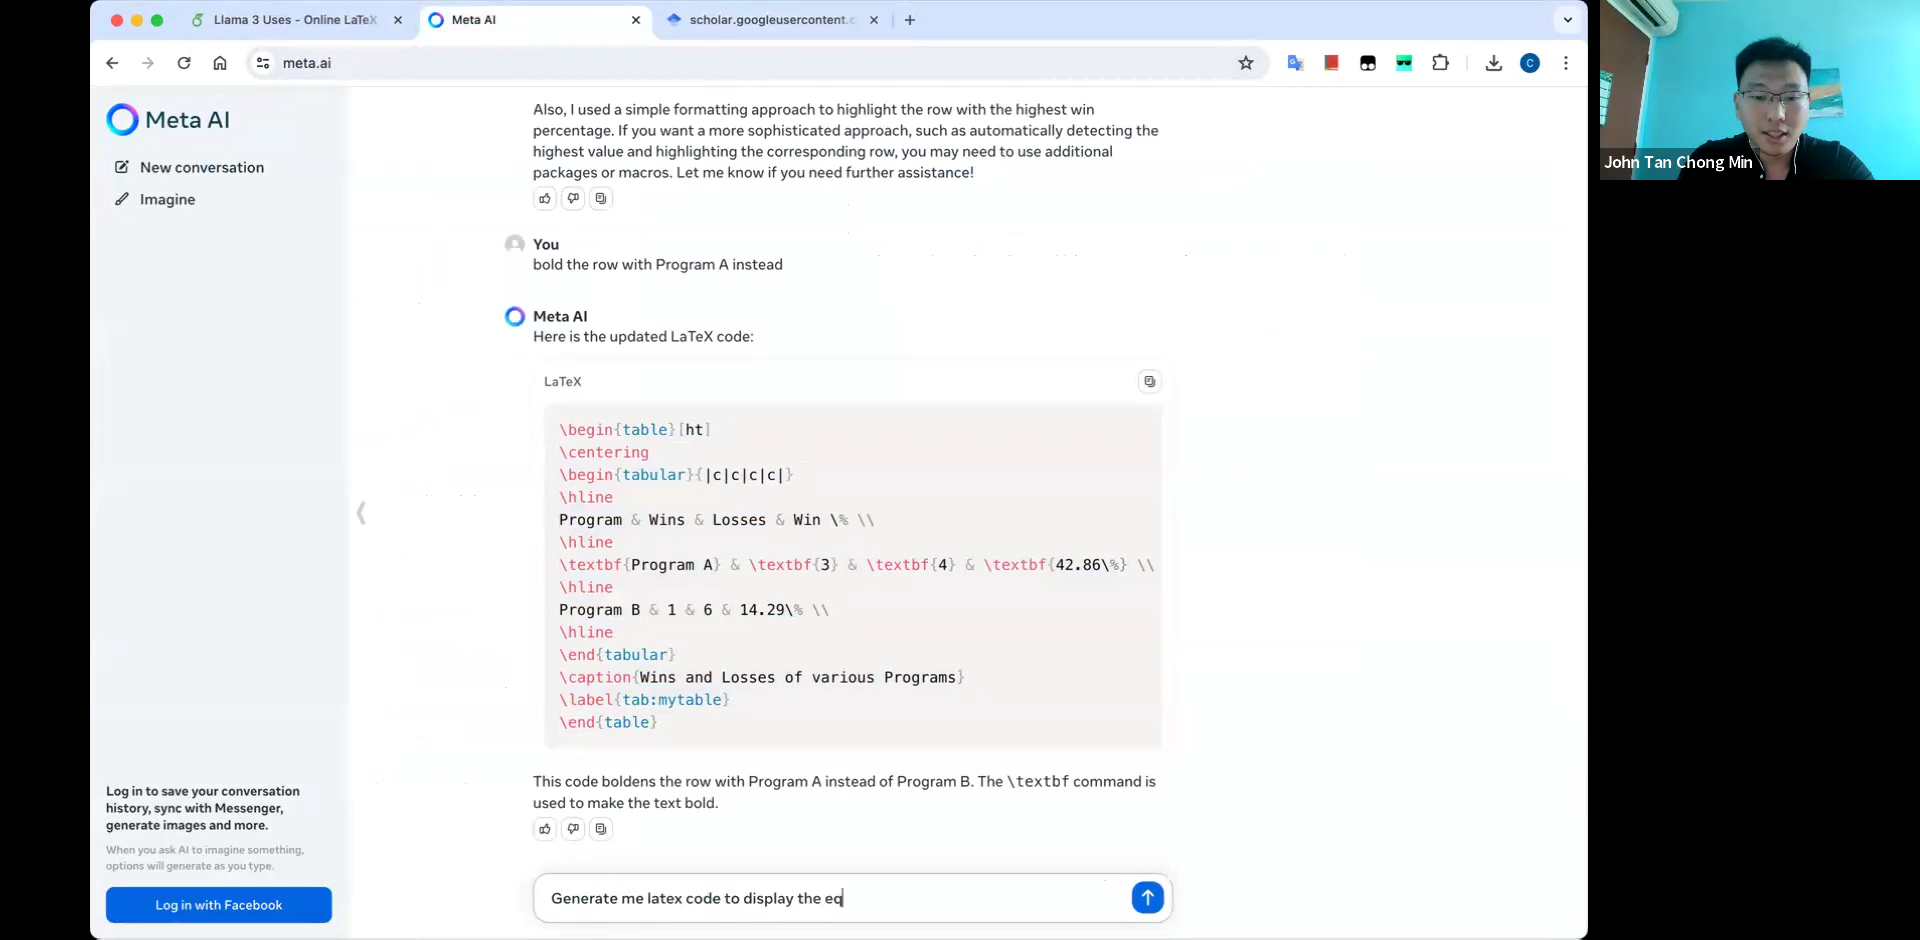 Llama 3 Uses - Online LaTeX
Meta AI
scholar.googleusercontent.c
meta.ai
Meta AI
New conversation
Imagine
Also, I used a simple formatting approach to highlight the row with the highest win
percentage. If you want a more sophisticated approach, such as automatically detecting the
highest value and highlighting the corresponding row, you may need to use additional
packages or macros. Let me know if you need further assistance!
You
bold the row with Program A instead
Meta AI
Here is the updated LaTeX code:
LaTeX
\begin{table}[ht]
\centering
\begin{tabular}{|c|c|c|c|}
\hline
Program & Wins & Losses & Win \% \\
\hline
\textbf{Program A} & \textbf{3} & \textbf{4} & \textbf{42.86\%} \\
\hline
Program B & 1 & 6 & 14.29\% \\
\hline
\end{tabular}
\caption{Wins and Losses of various Programs}
\label{tab:mytable}
\end{table}
This code boldens the row with Program A instead of Program B. The \textbf command is
used to make the text bold.
Log in to save your conversation
history, sync with Messenger,
generate images and more.
When you ask AI to imagine something,
options will generate as you type.
Log in with Facebook
Generate me latex code to display the eq
C
John Tan Chong Min